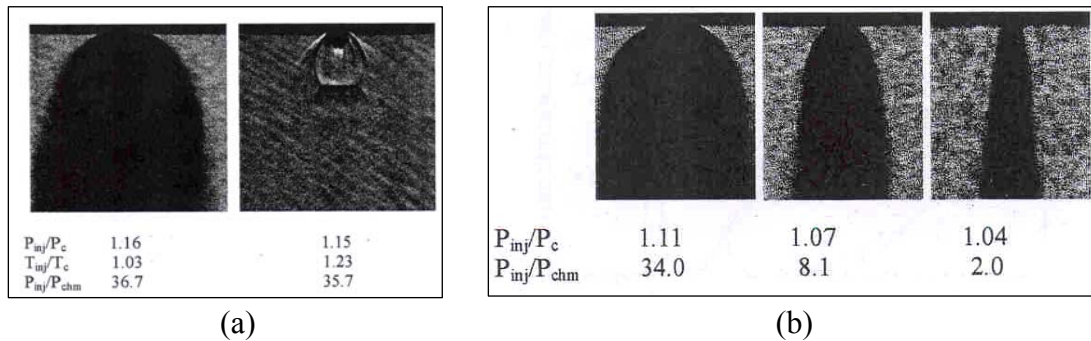 P_inj/P_c 1.16 1.15
T_inj/T_c 1.03 1.23
P_inj/P_chm 36.7 35.7
(a)
P_inj/P_c 1.11 1.07 1.04
P_inj/P_chm 34.0 8.1 2.0
(b)